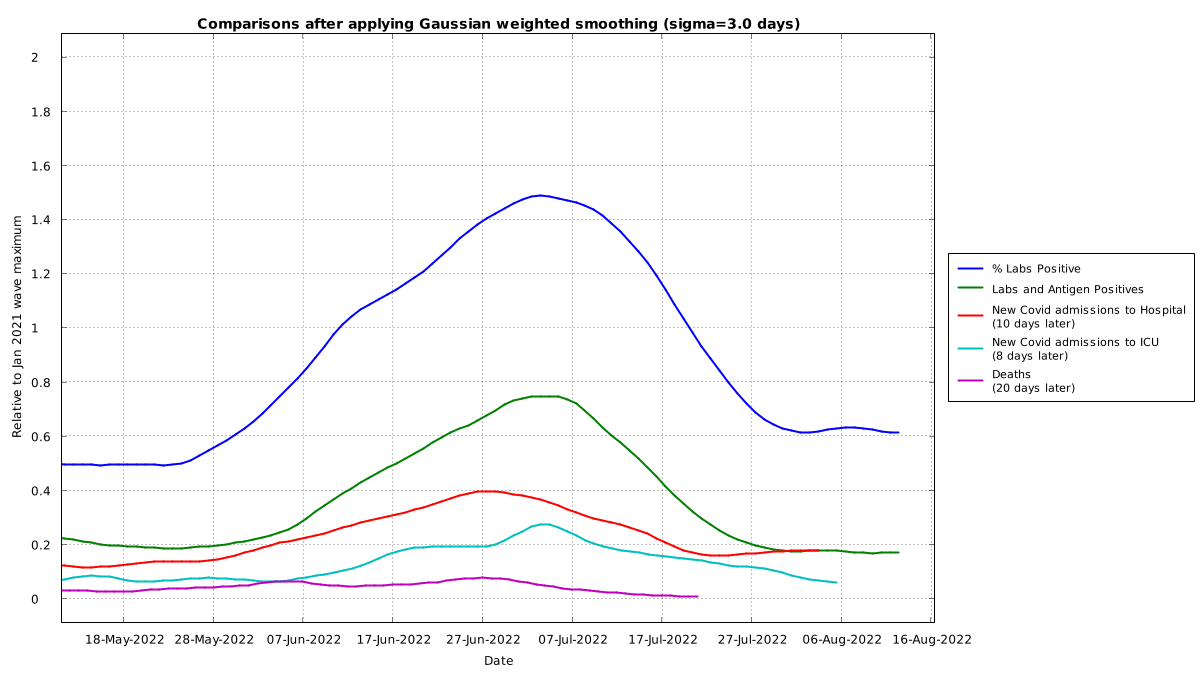 Comparisons after applying Gaussian weighted smoothing (sigma=3.0 days)
Relative to Jan 2021 wave maximum
2
1.8
1.6
1.4
1.2
1
0.8
0.6
0.4
0.2
0
18-May-2022 28-May-2022 07-Jun-2022 17-Jun-2022 27-Jun-2022 07-Jul-2022 17-Jul-2022 27-Jul-2022 06-Aug-2022 16-Aug-2022
Date
% Labs Positive
Labs and Antigen Positives
New Covid admissions to Hospital
(10 days later)
New Covid admissions to ICU
(8 days later)
Deaths
(20 days later)